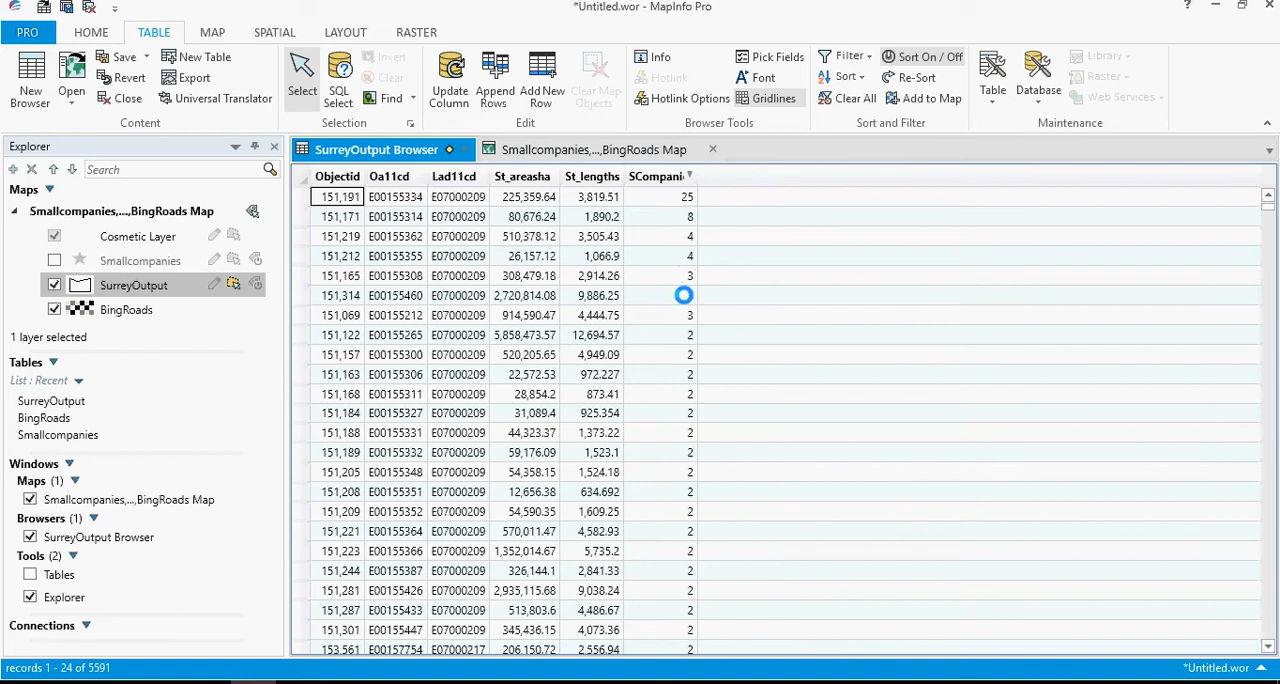 *Untitled.wor - MapInfo Pro
?
PRO HOME TABLE MAP SPATIAL LAYOUT RASTER
New Browser
Open
Save
Revert
Close
New Table
Export
Universal Translator
Content
Select
SQL Select
Invert
Clear
Find
Selection
Update Column
Append Rows
Add New Row
Clear Map Objects
Edit
Info
Hotlink
Hotlink Options
Pick Fields
Font
Gridlines
Browser Tools
Filter
Sort
Clear All
Sort On / Off
Re-Sort
Add to Map
Sort and Filter
Table
Database
Library
Raster
Web Services
Maintenance
Explorer
Search
Maps
Smallcompanies,...,BingRoads Map
Cosmetic Layer
Smallcompanies
SurreyOutput
BingRoads
1 layer selected
Tables
List : Recent
SurreyOutput
BingRoads
Smallcompanies
Windows
Maps (1)
Smallcompanies,...,BingRoads Map
Browsers (1)
SurreyOutput Browser
Tools (2)
Tables
Explorer
Connections
SurreyOutput Browser
Smallcompanies,...,BingRoads Map
Objectid Oa11cd Lad11cd St_areasha St_lengths SCompani
151,191 E00155334 E07000209 225,359.64 3,819.51 25
151,171 E00155314 E07000209 80,676.24 1,890.2 8
151,219 E00155362 E07000209 510,378.12 3,505.43 4
151,212 E00155355 E07000209 26,157.12 1,066.9 4
151,165 E00155308 E07000209 308,479.18 2,914.26 3
151,314 E00155460 E07000209 2,720,814.08 9,886.25
151,069 E00155212 E07000209 914,590.47 4,444.75 3
151,122 E00155265 E07000209 5,858,473.57 12,694.57 2
151,157 E00155300 E07000209 520,205.65 4,949.09 2
151,163 E00155306 E07000209 22,572.53 972.227 2
151,168 E00155311 E07000209 28,854.2 873.41 2
151,184 E00155327 E07000209 31,089.4 925.354 2
151,188 E00155331 E07000209 44,323.37 1,373.22 2
151,189 E00155332 E07000209 59,176.09 1,523.1 2
151,205 E00155348 E07000209 54,358.15 1,524.18 2
151,208 E00155351 E07000209 12,656.38 634.692 2
151,209 E00155352 E07000209 54,590.35 1,609.25 2
151,221 E00155364 E07000209 570,011.47 4,582.93 2
151,223 E00155366 E07000209 1,352,014.67 5,735.2 2
151,244 E00155387 E07000209 326,144.1 2,841.33 2
151,281 E00155426 E07000209 2,935,115.68 9,038.24 2
151,287 E00155433 E07000209 513,803.6 4,486.67 2
151,301 E00155447 E07000209 345,436.15 4,073.36 2
153,561 E00157754 E07000217 206,150.72 2,556.94 2
records 1 - 24 of 5591
*Untitled.wor